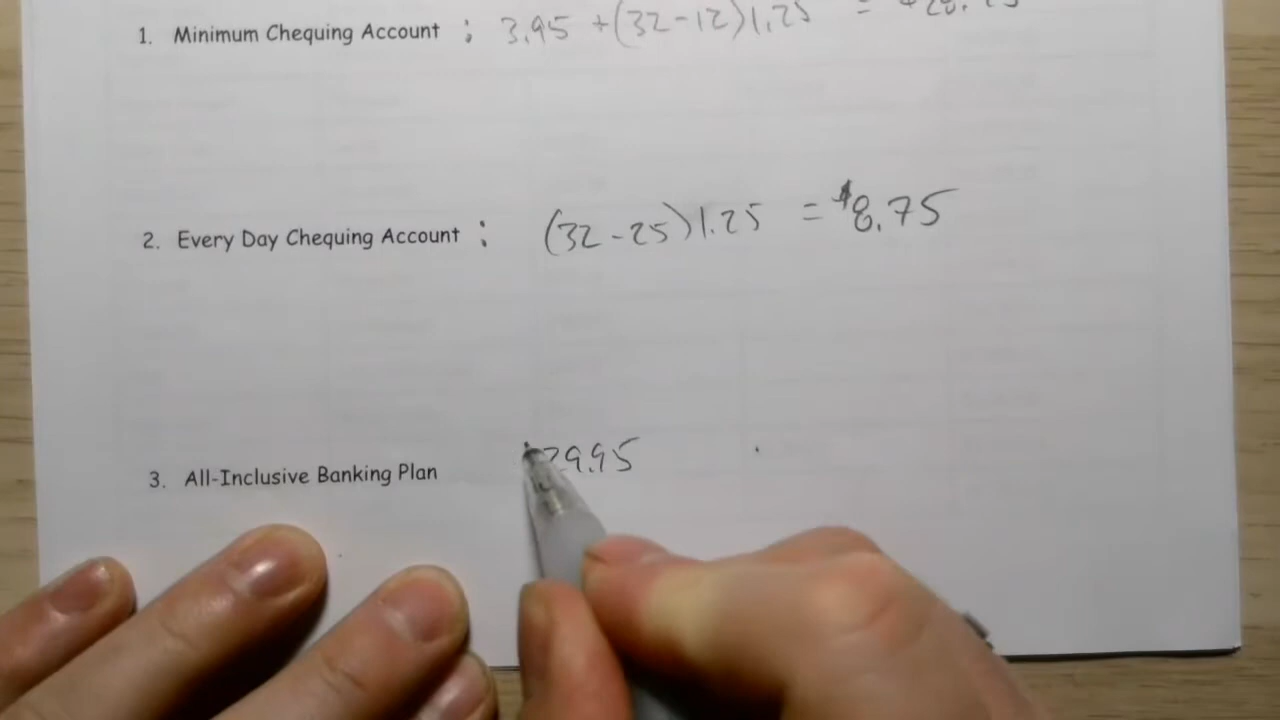 1. Minimum Chequing Account : 3.95 + (32-12)1.25 =
2. Every Day Chequing Account : (32-25)1.25 = $8.75
3. All-Inclusive Banking Plan 29.95